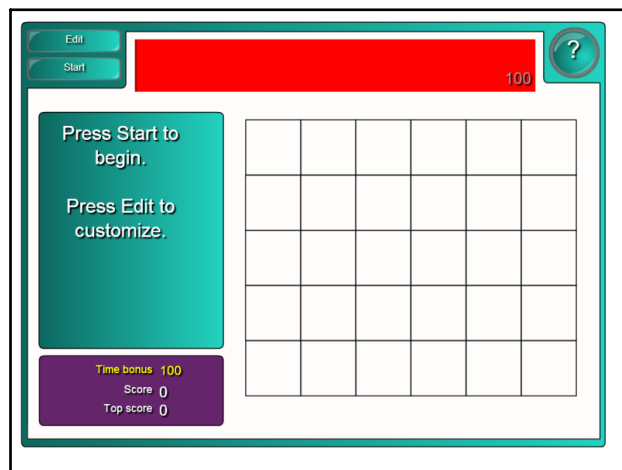 Edit
Start
?
100
Press Start to
begin.
Press Edit to
customize.
Time bonus 100
Score 0
Top score 0